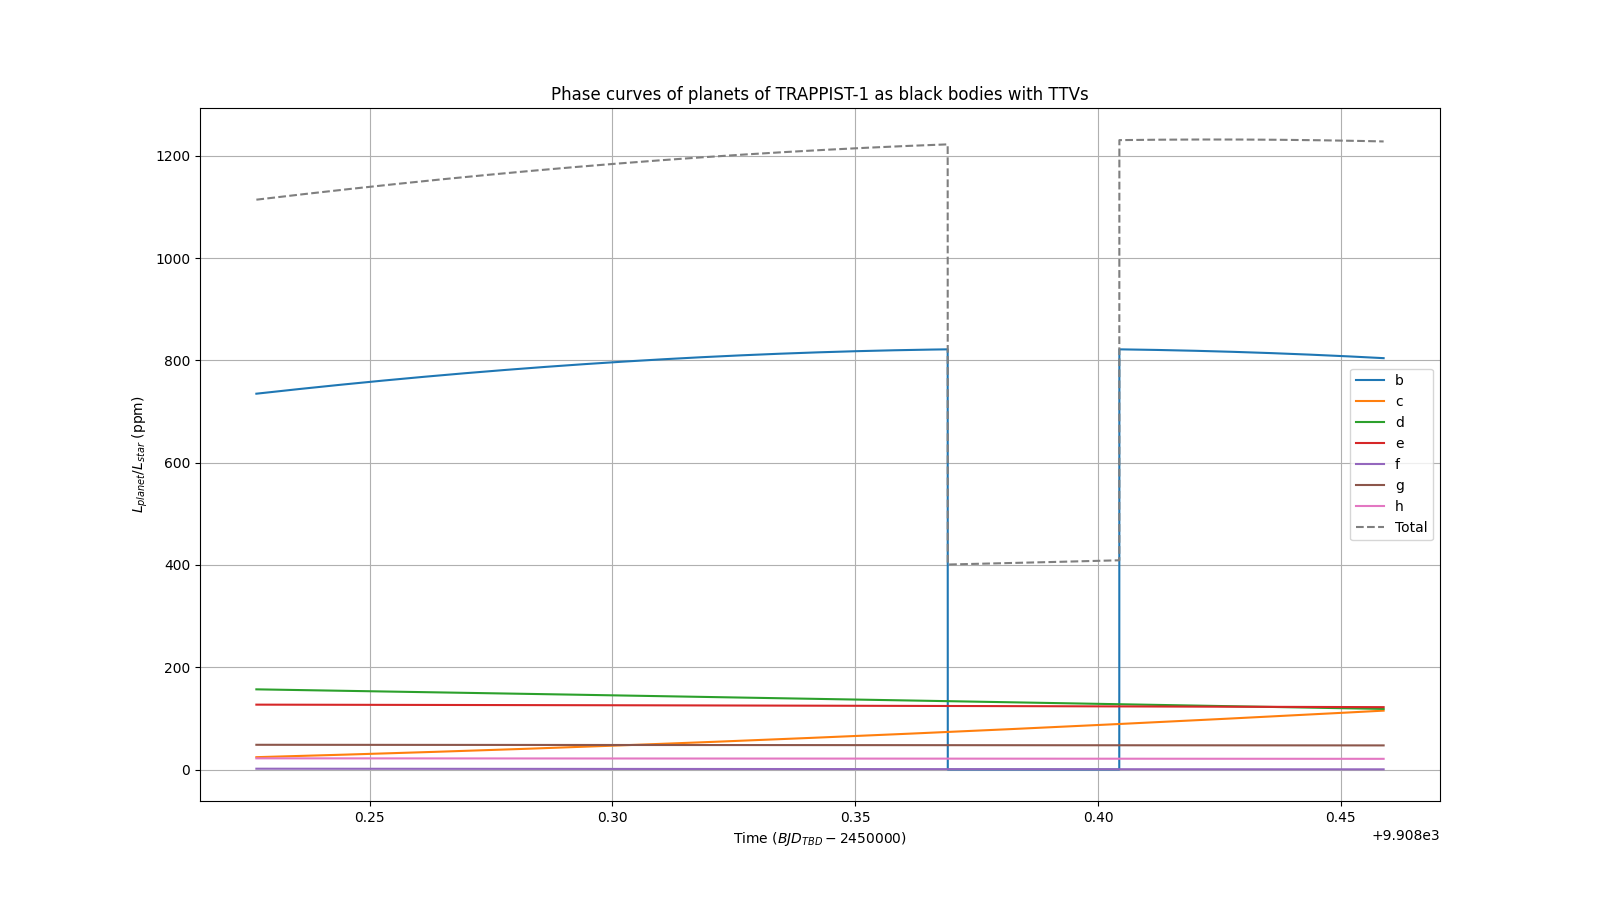 Phase curves of planets of TRAPPIST-1 as black bodies with TTVs
1200
1000
800
600
400
200
0
L_planet/L_star (ppm)
b
c
d
e
f
g
h
Total
0.25 0.30 0.35 0.40 0.45
+9.908e3
Time (BJD_TBD − 2450000)